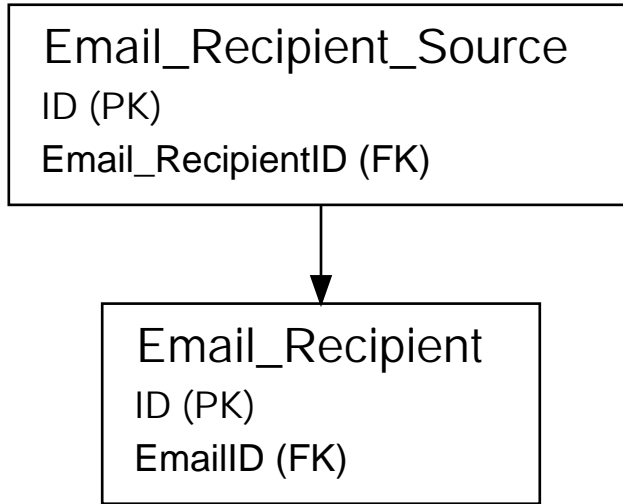 Email_Recipient_Source
ID (PK)
Email_RecipientID (FK)
Email_Recipient
ID (PK)
EmailID (FK)